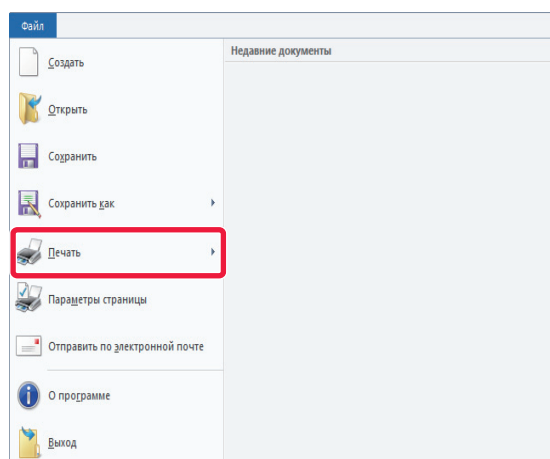 Файл
Недавние документы
Создать
Открыть
Сохранить
Сохранить как
Печать
Параметры страницы
Отправить по электронной почте
О программе
Выход